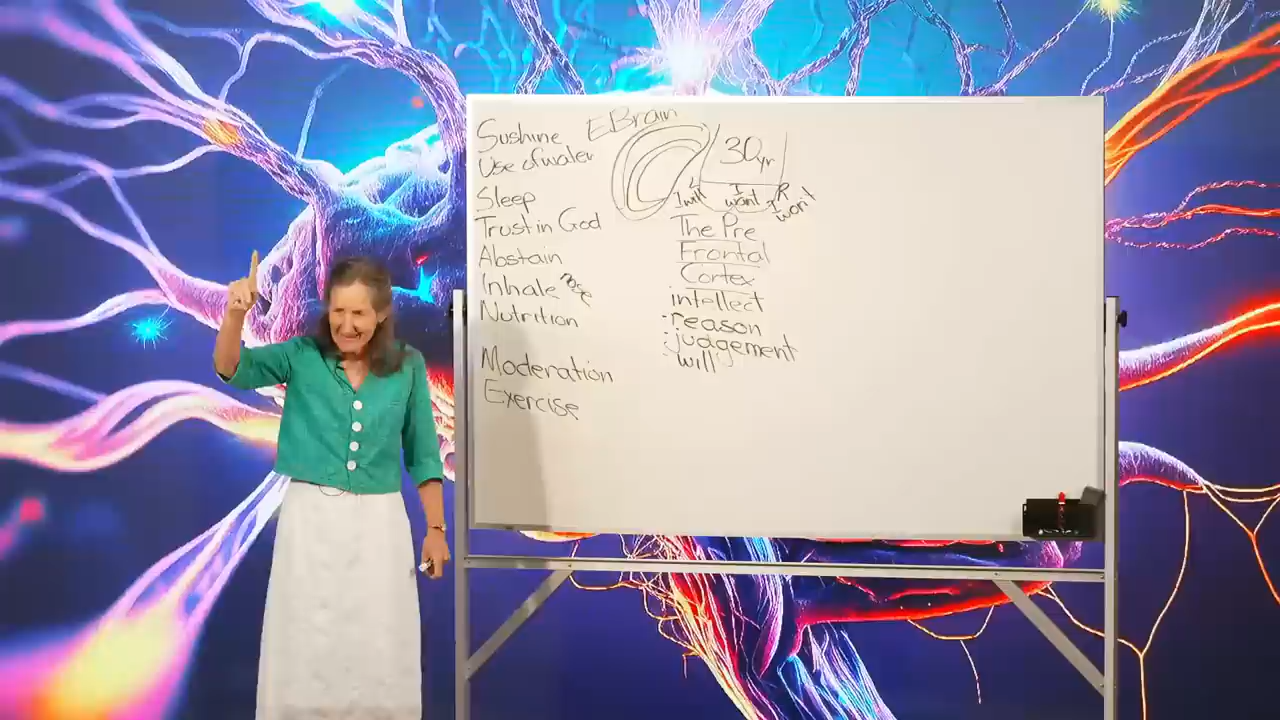 Sushine
Use of water
Sleep
Trust in God
Abstain
Inhale nose
Nutrition
Moderation
Exercise
EBrain
30yr
I will
I want
I won't
The Pre
Frontal
Cortex
intellect
reason
judgement
will